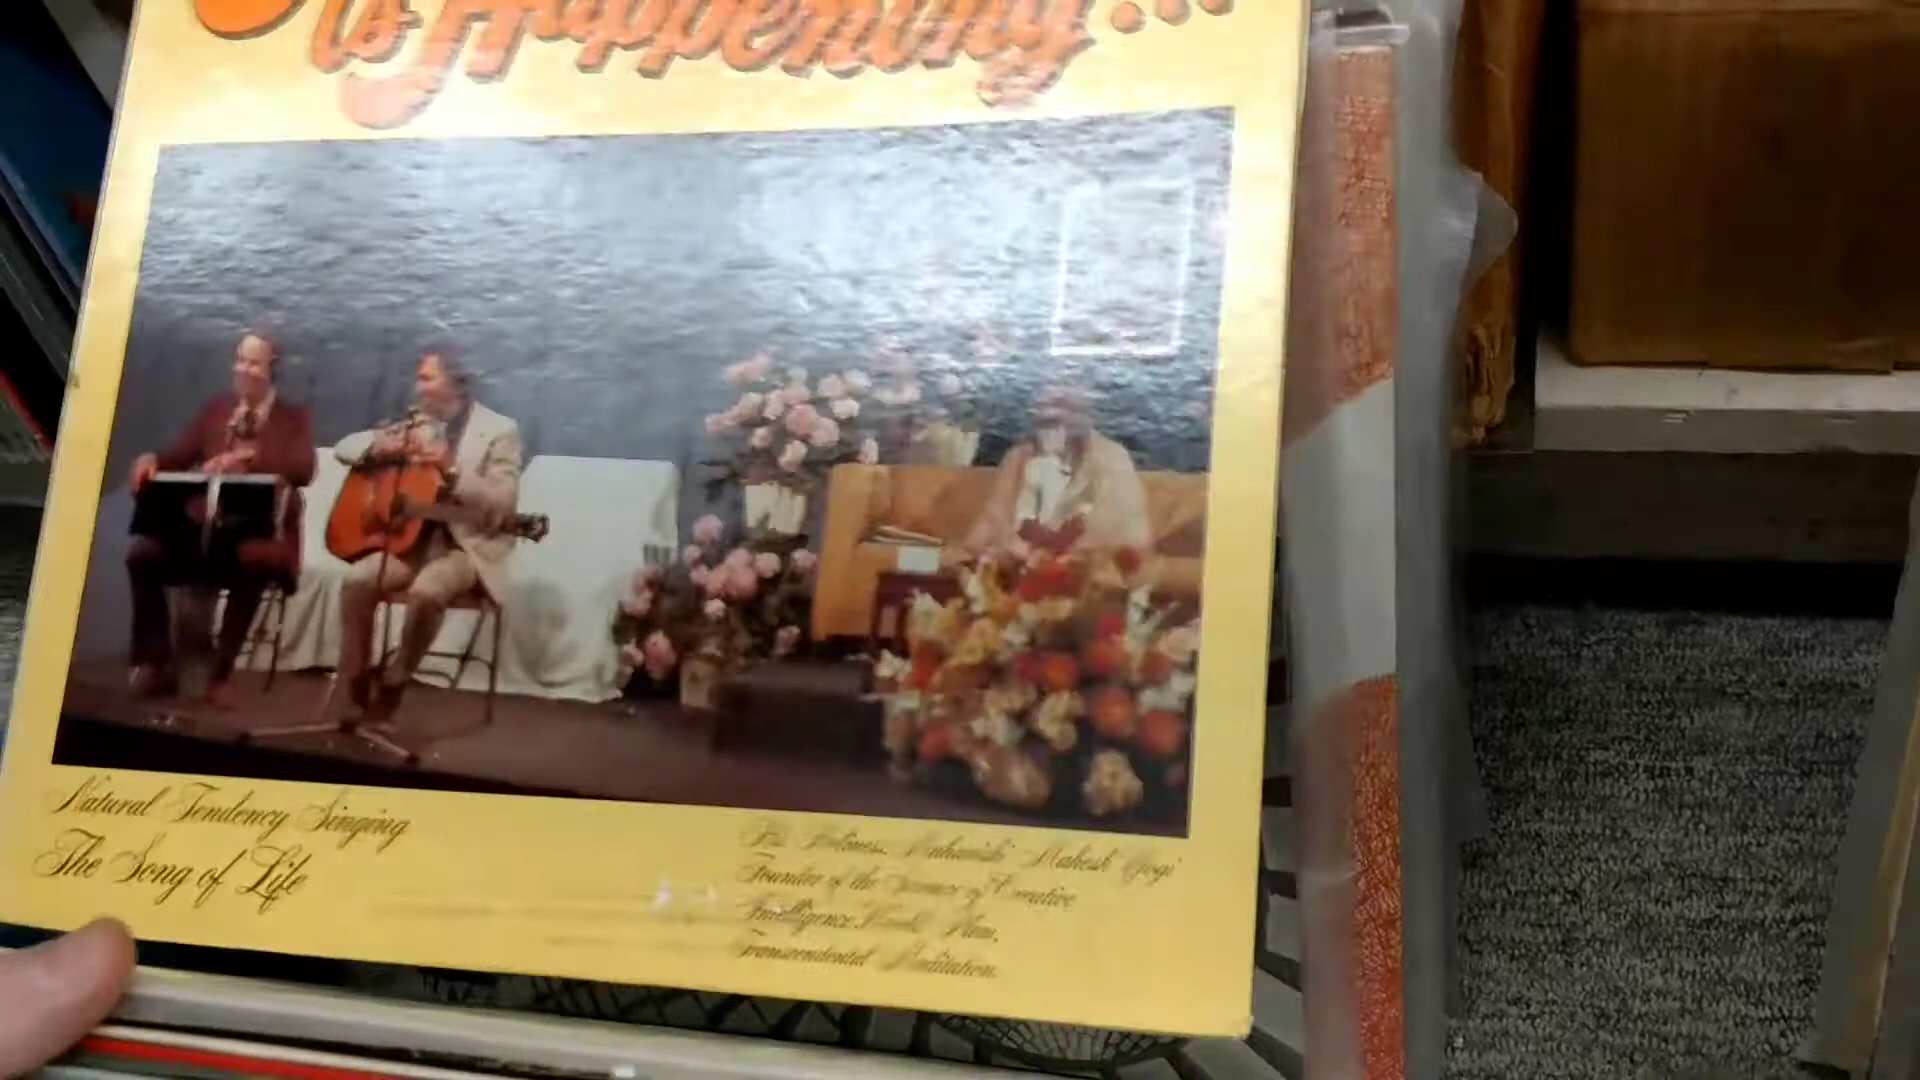 is Happening...
Natural Tendency Singing
The Song of Life
His Holiness Maharishi Mahesh Yogi
Founder of the Science of Creative
Intelligence, World Plan,
Transcendental Meditation.